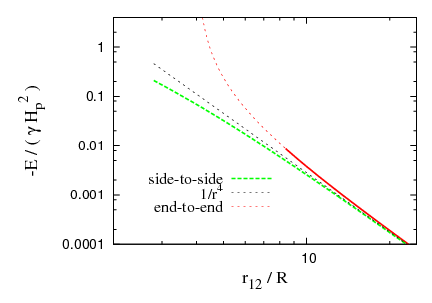 -E / ( γ H_p^2 )
1
0.1
0.01
0.001
0.0001
side-to-side
1/r^4
end-to-end
10
r_12 / R